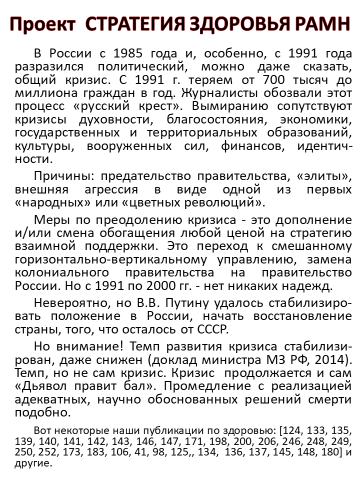 Проект СТРАТЕГИЯ ЗДОРОВЬЯ РАМН
В России с 1985 года и, особенно, с 1991 года
разразился политический, можно даже сказать,
общий кризис. С 1991 г. теряем от 700 тысяч до
миллиона граждан в год. Журналисты обозвали этот
процесс «русский крест». Вымиранию сопутствуют
кризисы духовности, благосостояния, экономики,
государственных и территориальных образований,
культуры, вооруженных сил, финансов, идентич-
ности.
Причины: предательство правительства, «элиты»,
внешняя агрессия в виде одной из первых
«народных» или «цветных революций».
Меры по преодолению кризиса - это дополнение
и/или смена обогащения любой ценой на стратегию
взаимной поддержки. Это переход к смешанному
горизонтально-вертикальному управлению, замена
колониального правительства на правительство
России. Но с 1991 по 2000 гг. - нет никаких надежд.
Невероятно, но В.В. Путину удалось стабилизиро-
вать положение в России, начать восстановление
страны, того, что осталось от СССР.
Но внимание! Темп развития кризиса стабилизи-
рован, даже снижен (доклад министра МЗ РФ, 2014).
Темп, но не сам кризис. Кризис продолжается и сам
«Дьявол правит бал». Промедление с реализацией
адекватных, научно обоснованных решений смерти
подобно.
Вот некоторые наши публикации по здоровью: [124, 133, 135,
139, 140, 141, 142, 143, 146, 147, 171, 198, 200, 206, 246, 248, 249,
250, 252, 173, 183, 106, 41, 98, 125,, 134, 136, 137, 145, 148, 180] и
другие.